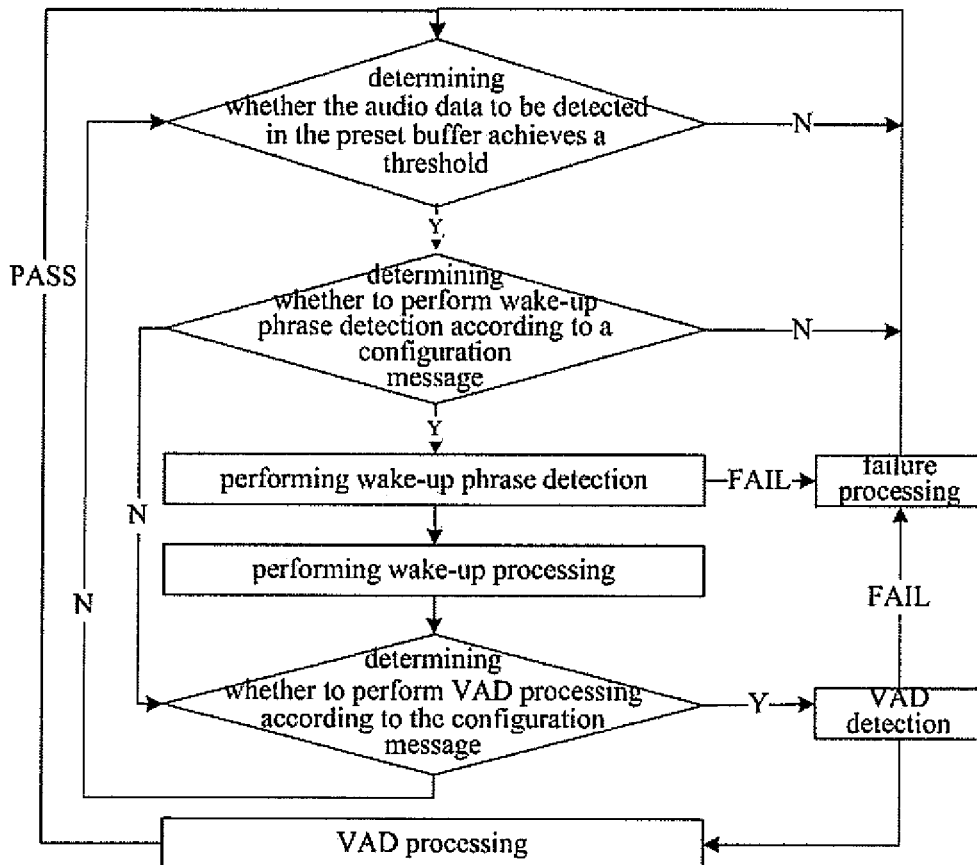 determining
whether the audio data to be detected
in the preset buffer achieves a
threshold
N
Y
PASS
determining
whether to perform wake-up
phrase detection according to a
configuration
message
N
Y
performing wake-up phrase detection
FAIL
failure
processing
N
performing wake-up processing
N
FAIL
determining
whether to perform VAD processing
according to the configuration
message
Y
VAD
detection
VAD processing